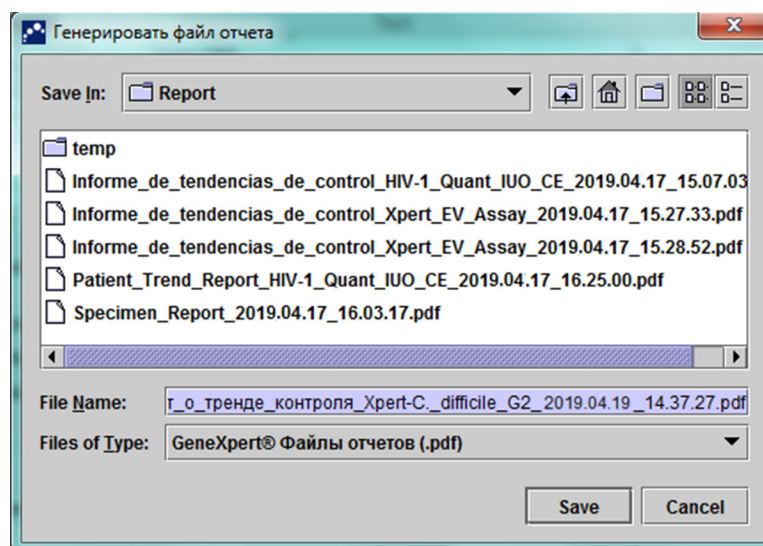 Генерировать файл отчета
Save In: Report
temp
Informe_de_tendencias_de_control_HIV-1_Quant_IUO_CE_2019.04.17_15.07.03
Informe_de_tendencias_de_control_Xpert_EV_Assay_2019.04.17_15.27.33.pdf
Informe_de_tendencias_de_control_Xpert_EV_Assay_2019.04.17_15.28.52.pdf
Patient_Trend_Report_HIV-1_Quant_IUO_CE_2019.04.17_16.25.00.pdf
Specimen_Report_2019.04.17_16.03.17.pdf
File Name: т_о_тренде_контроля_Xpert-C._difficile_G2_2019.04.19_14.37.27.pdf
Files of Type: GeneXpert® Файлы отчетов (.pdf)
Save Cancel